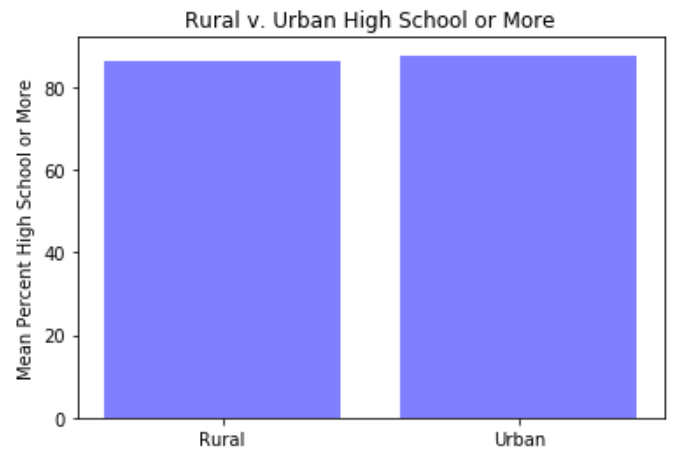 Rural v. Urban High School or More
Mean Percent High School or More
80
60
40
20
0
Rural
Urban